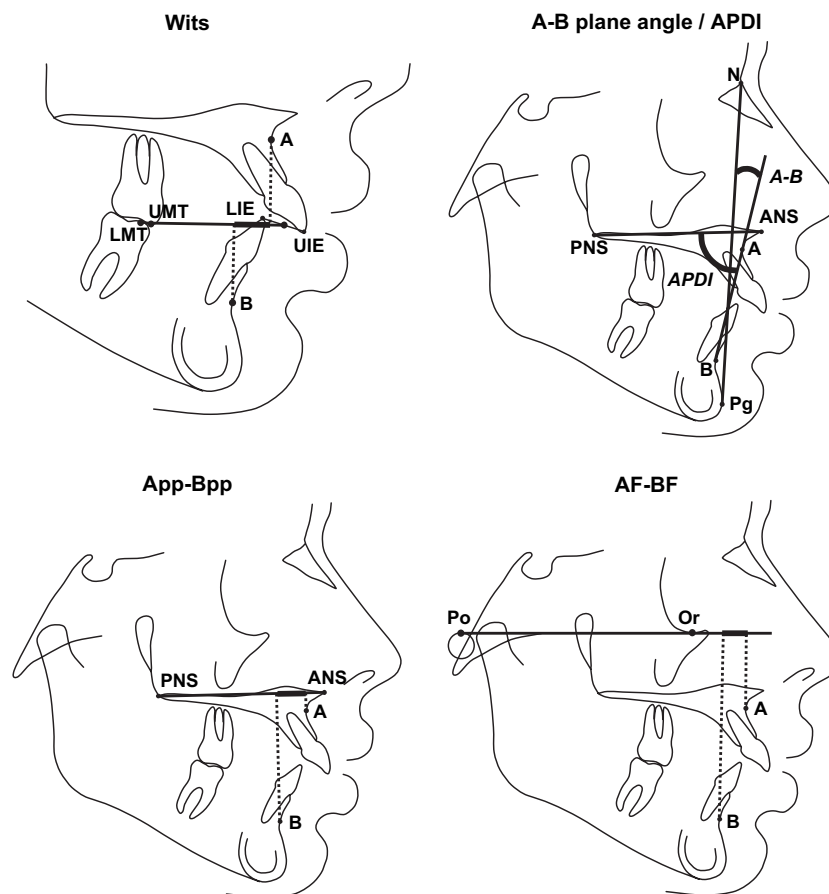 Wits
A
UMT
LIE
LMT
UIE
B
A-B plane angle / APDI
N
A-B
ANS
PNS
A
APDI
B
Pg
App-Bpp
PNS
ANS
A
B
AF-BF
Po
Or
A
B